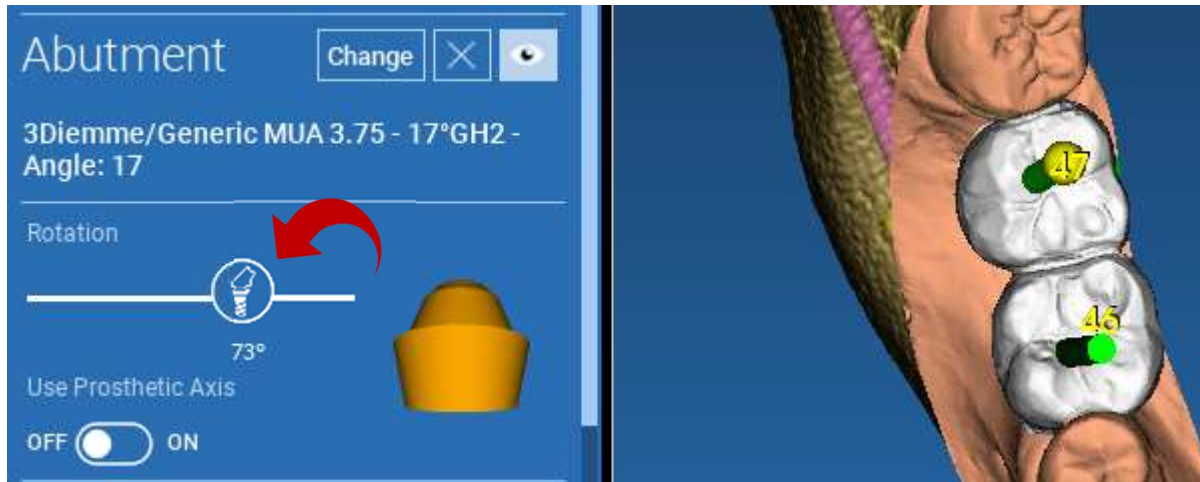 Abutment
Change
3Diemme/Generic MUA 3.75 - 17°GH2 -
Angle: 17
Rotation
73°
Use Prosthetic Axis
OFF ON
47
46